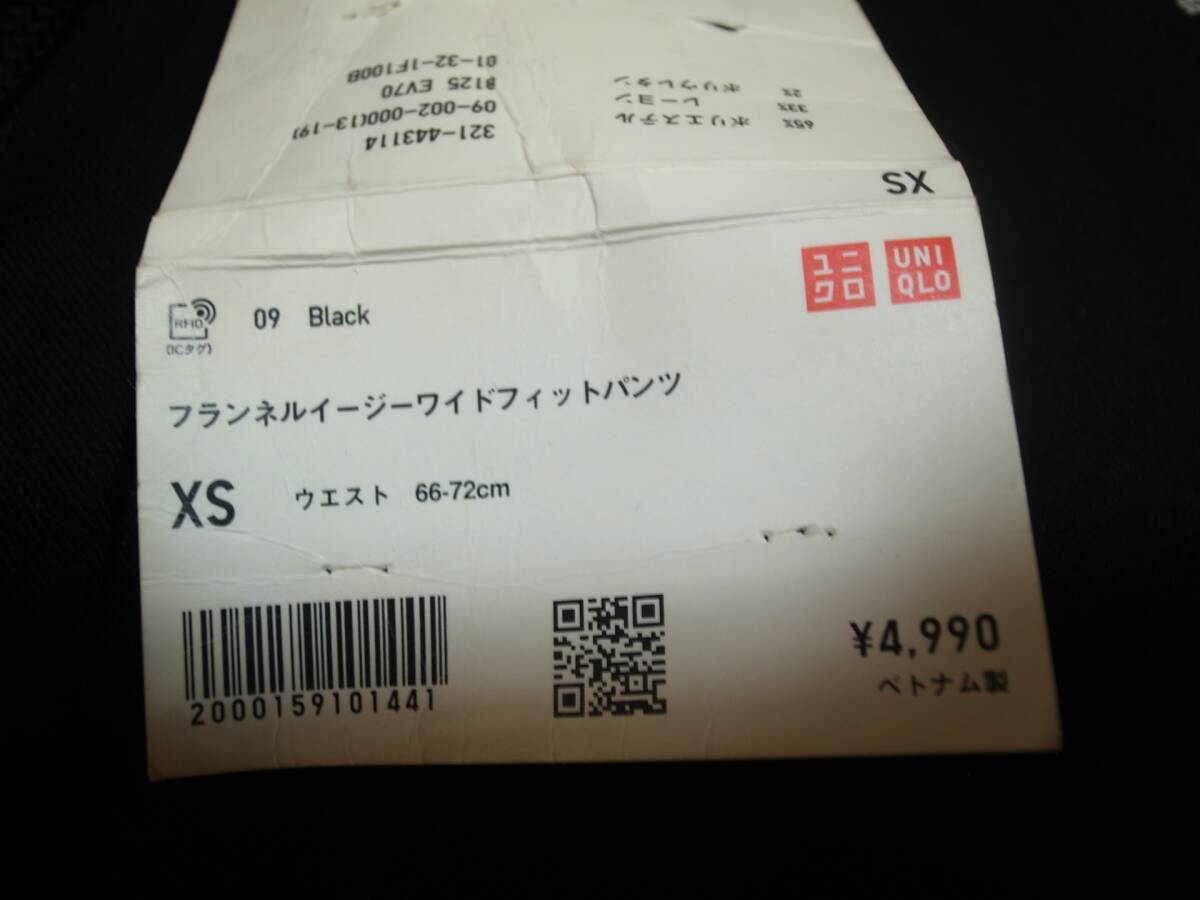 321-443114
09-002-000(13-19)
8125 EV70
01-32-1F100B
65% ポリエステル
33% レーヨン
2% ポリウレタン
XS
ユニクロ
UNIQLO
RFID
(ICタグ)
09 Black
フランネルイージーワイドフィットパンツ
XS ウエスト 66-72cm
2000159101441
¥4,990
ベトナム製